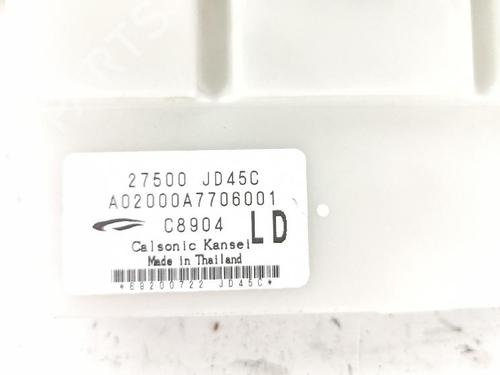 27500 JD45C
A02000A7706001
C8904 LD
Calsonic Kansei
Made in Thailand
*69200722 JD45C*